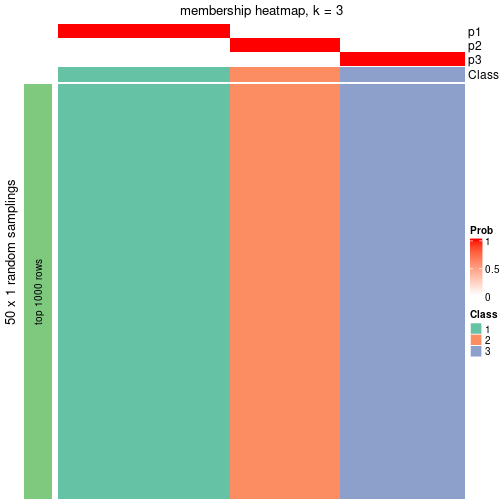 membership heatmap, k = 3
p1
p2
p3
Class
50 x 1 random samplings
top 1000 rows
Prob
1
0.5
0
Class
1
2
3